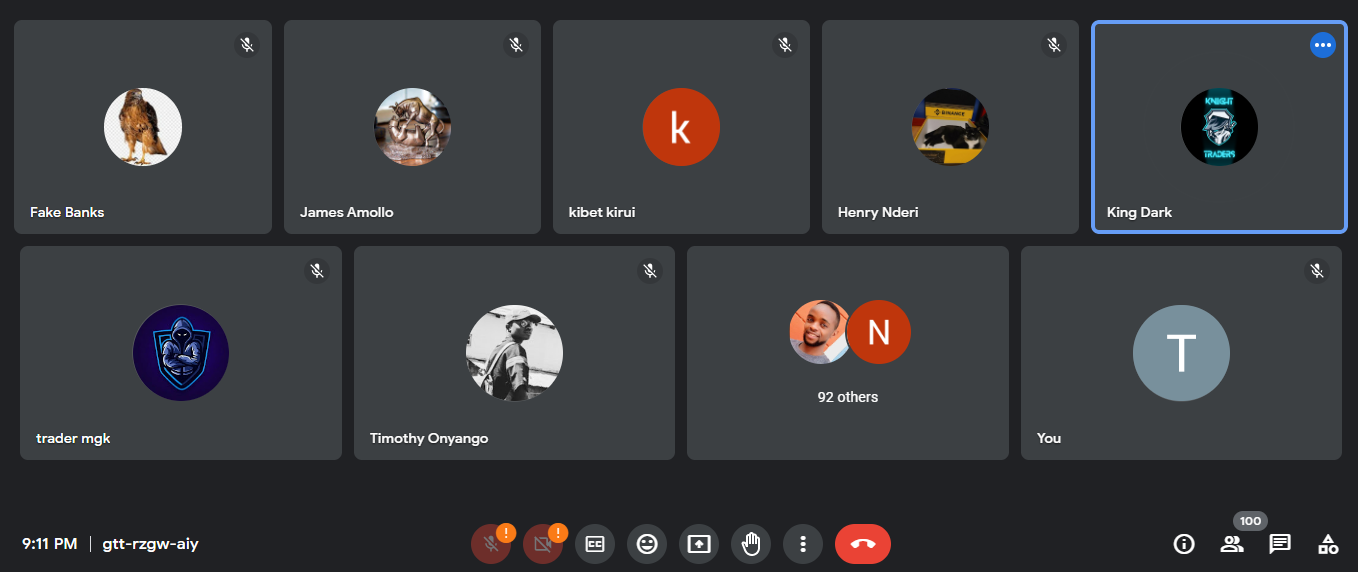 Fake Banks
James Amollo
k
kibet kirui
BINANCE
Henry Nderi
KNIGHT
TRADERS
King Dark
trader mgk
Timothy Onyango
N
92 others
T
You
9:11 PM | gtt-rzgw-aiy
!
!
CC
100